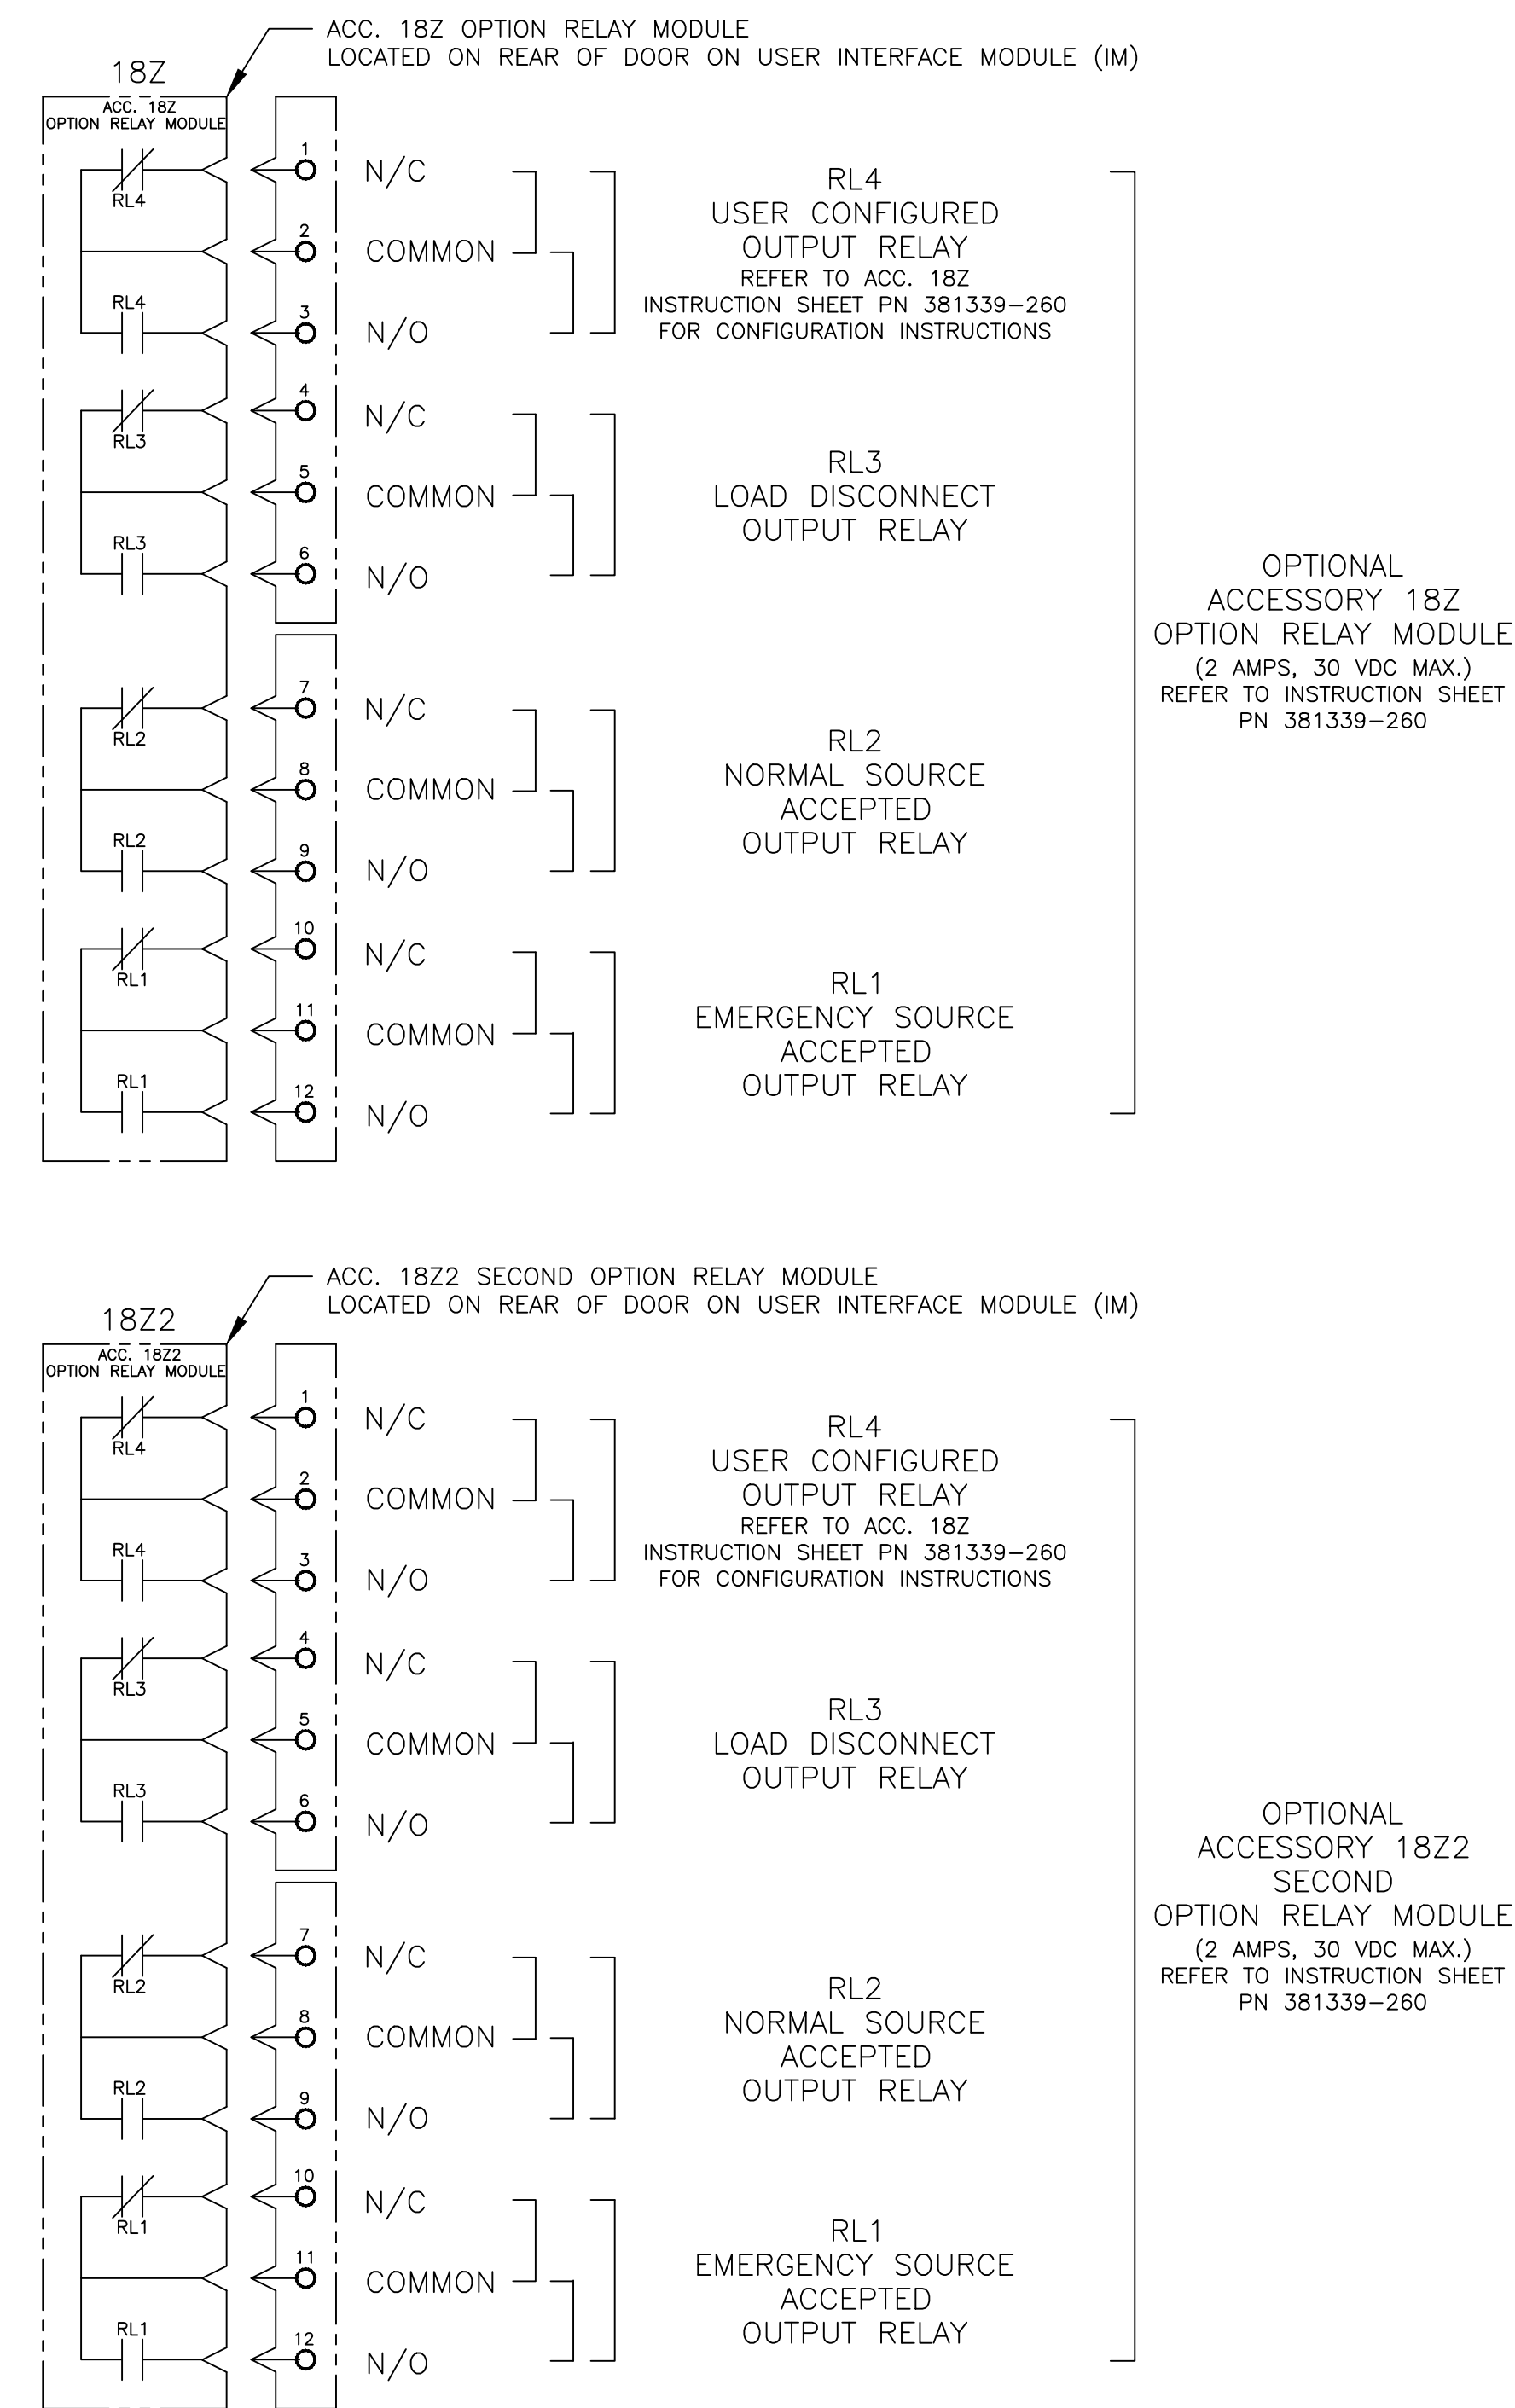 ACC. 18Z OPTION RELAY MODULE
LOCATED ON REAR OF DOOR ON USER INTERFACE MODULE (IM)
18Z
ACC. 18Z
OPTION RELAY MODULE
1
N/C
RL4
2
COMMON
RL4
3
N/O
RL4
USER CONFIGURED
OUTPUT RELAY
REFER TO ACC. 18Z
INSTRUCTION SHEET PN 381339-260
FOR CONFIGURATION INSTRUCTIONS
4
N/C
RL3
5
COMMON
RL3
6
N/O
RL3
LOAD DISCONNECT
OUTPUT RELAY
7
N/C
RL2
8
COMMON
RL2
9
N/O
RL2
NORMAL SOURCE
ACCEPTED
OUTPUT RELAY
10
N/C
RL1
11
COMMON
RL1
12
N/O
RL1
EMERGENCY SOURCE
ACCEPTED
OUTPUT RELAY
OPTIONAL
ACCESSORY 18Z
OPTION RELAY MODULE
(2 AMPS, 30 VDC MAX.)
REFER TO INSTRUCTION SHEET
PN 381339-260
ACC. 18Z2 SECOND OPTION RELAY MODULE
LOCATED ON REAR OF DOOR ON USER INTERFACE MODULE (IM)
18Z2
ACC. 18Z2
OPTION RELAY MODULE
1
N/C
RL4
2
COMMON
RL4
3
N/O
RL4
USER CONFIGURED
OUTPUT RELAY
REFER TO ACC. 18Z
INSTRUCTION SHEET PN 381339-260
FOR CONFIGURATION INSTRUCTIONS
4
N/C
RL3
5
COMMON
RL3
6
N/O
RL3
LOAD DISCONNECT
OUTPUT RELAY
7
N/C
RL2
8
COMMON
RL2
9
N/O
RL2
NORMAL SOURCE
ACCEPTED
OUTPUT RELAY
10
N/C
RL1
11
COMMON
RL1
12
N/O
RL1
EMERGENCY SOURCE
ACCEPTED
OUTPUT RELAY
OPTIONAL
ACCESSORY 18Z2
SECOND
OPTION RELAY MODULE
(2 AMPS, 30 VDC MAX.)
REFER TO INSTRUCTION SHEET
PN 381339-260